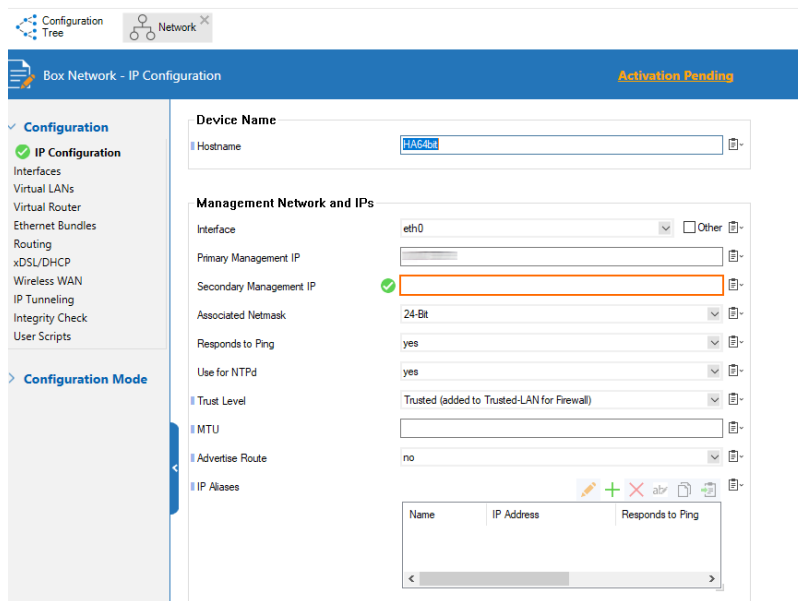 Configuration
Tree
Network
Box Network - IP Configuration
Activation Pending
Configuration
IP Configuration
Interfaces
Virtual LANs
Virtual Router
Ethernet Bundles
Routing
xDSL/DHCP
Wireless WAN
IP Tunneling
Integrity Check
User Scripts
Configuration Mode
Device Name
Hostname HA64bit
Management Network and IPs
Interface eth0 Other
Primary Management IP
Secondary Management IP
Associated Netmask 24-Bit
Responds to Ping yes
Use for NTPd yes
Trust Level Trusted (added to Trusted-LAN for Firewall)
MTU
Advertise Route no
IP Aliases
Name IP Address Responds to Ping